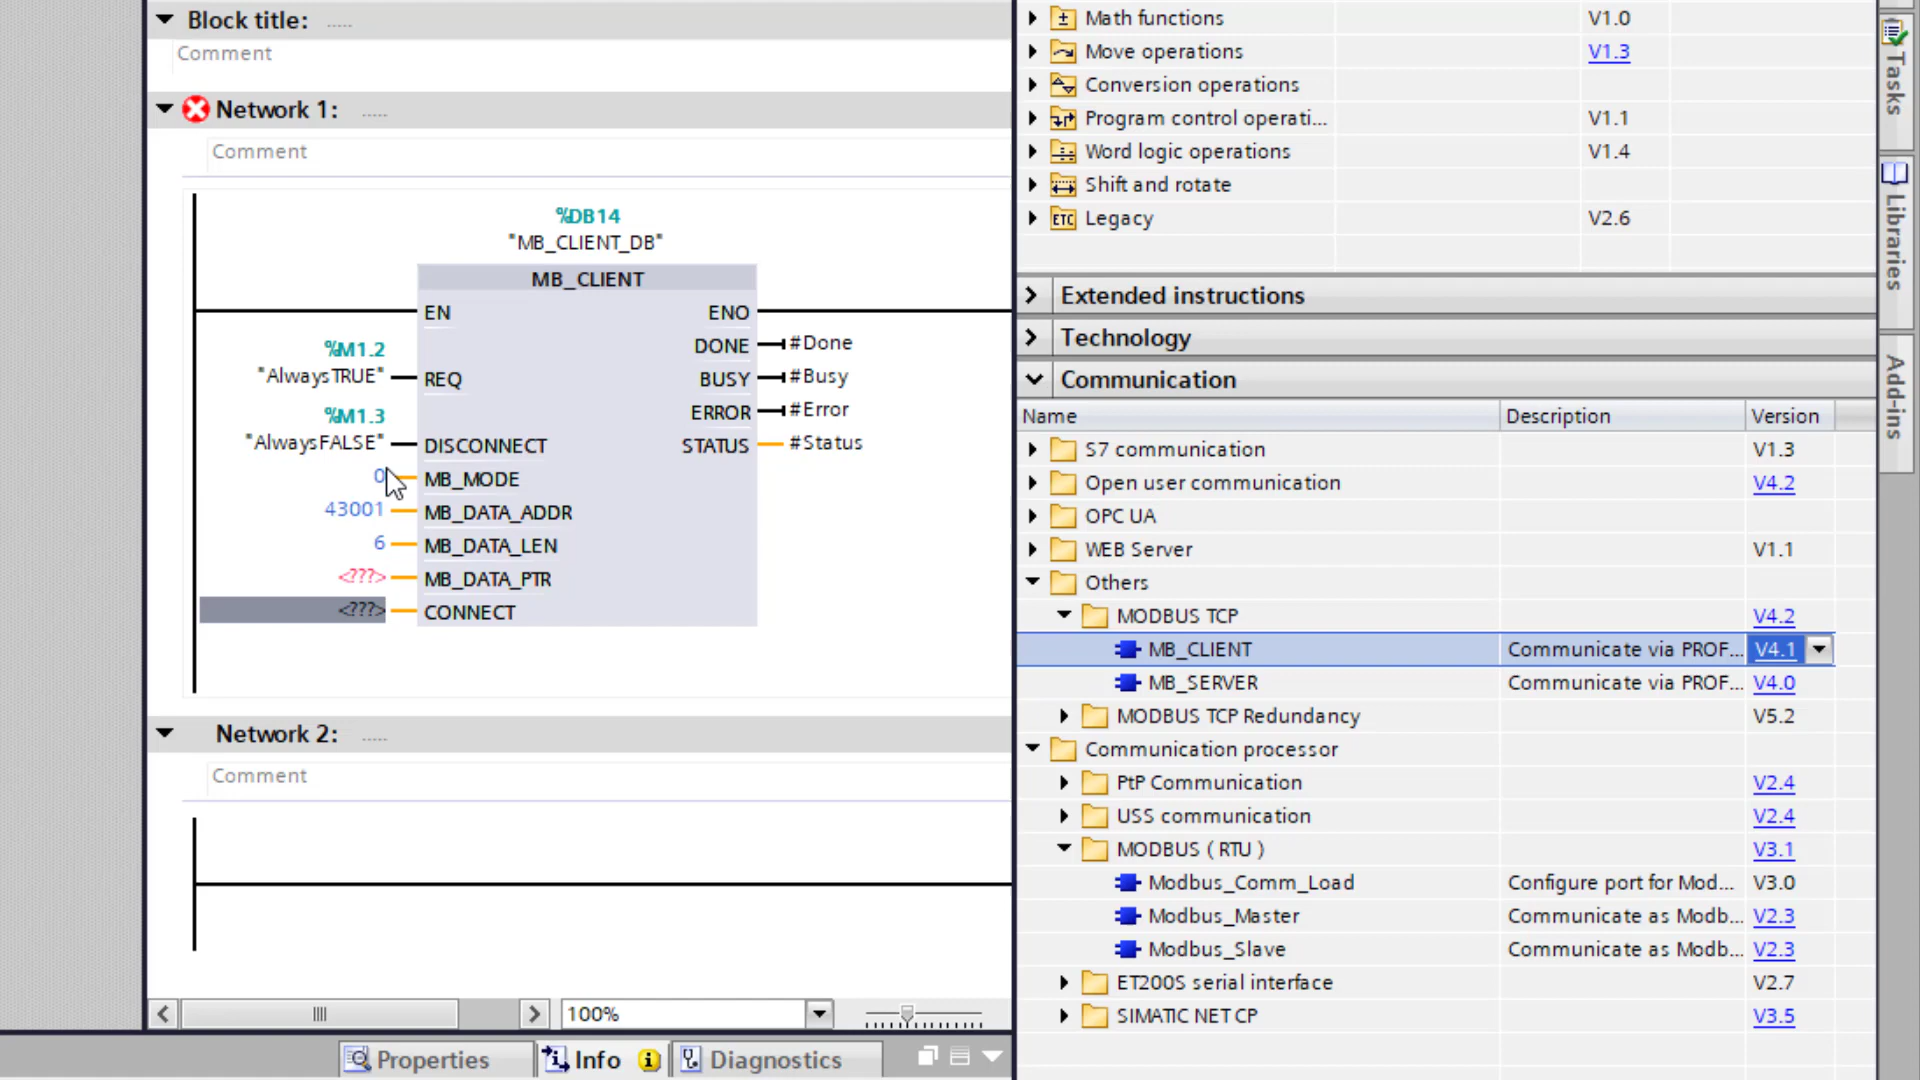 Block title: .....
Comment
Network 1: .....
Comment
%DB14
"MB_CLIENT_DB"
MB_CLIENT
EN ENO
DONE #Done
%M1.2
"AlwaysTRUE" REQ BUSY #Busy
%M1.3 ERROR #Error
"AlwaysFALSE" DISCONNECT STATUS #Status
0 MB_MODE
43001 MB_DATA_ADDR
6 MB_DATA_LEN
<???> MB_DATA_PTR
<???> CONNECT
Network 2: .....
Comment
100%
Properties Info Diagnostics
Math functions V1.0
Move operations V1.3
Conversion operations
Program control operati... V1.1
Word logic operations V1.4
Shift and rotate
ETC Legacy V2.6
Extended instructions
Technology
Communication
Name Description Version
S7 communication V1.3
Open user communication V4.2
OPC UA
WEB Server V1.1
Others
MODBUS TCP V4.2
MB_CLIENT Communicate via PROF... V4.1
MB_SERVER Communicate via PROF... V4.0
MODBUS TCP Redundancy V5.2
Communication processor
PtP Communication V2.4
USS communication V2.4
MODBUS ( RTU ) V3.1
Modbus_Comm_Load Configure port for Mod... V3.0
Modbus_Master Communicate as Modb... V2.3
Modbus_Slave Communicate as Modb... V2.3
ET200S serial interface V2.7
SIMATIC NET CP V3.5
Tasks
Libraries
Add-ins